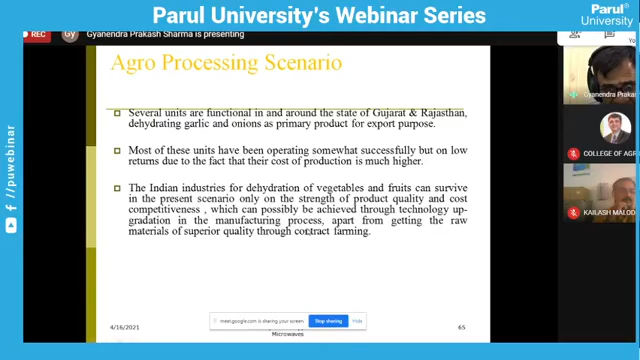 Parul University's Webinar Series
Parul®
University
REC
Gy
Gyanendra Prakash Sharma is presenting
Yo
Agro Processing Scenario
Several units are functional in and around the state of Gujarat & Rajasthan,
dehydrating garlic and onions as primary product for export purpose.
Most of these units have been operating somewhat successfully but on low
returns due to the fact that their cost of production is much higher.
The Indian industries for dehydration of vegetables and fruits can survive
in the present scenario only on the strength of product quality and cost
competitiveness , which can possibly be achieved through technology up-
gradation in the manufacturing process, apart from getting the raw
materials of superior quality through contract farming.
Gyanendra Praka
COLLEGE OF AGR
KAILASH MALOD
/puwebinar
meet.google.com is sharing your screen.
Stop sharing
Hide
4/16/2021
Microwaves
65